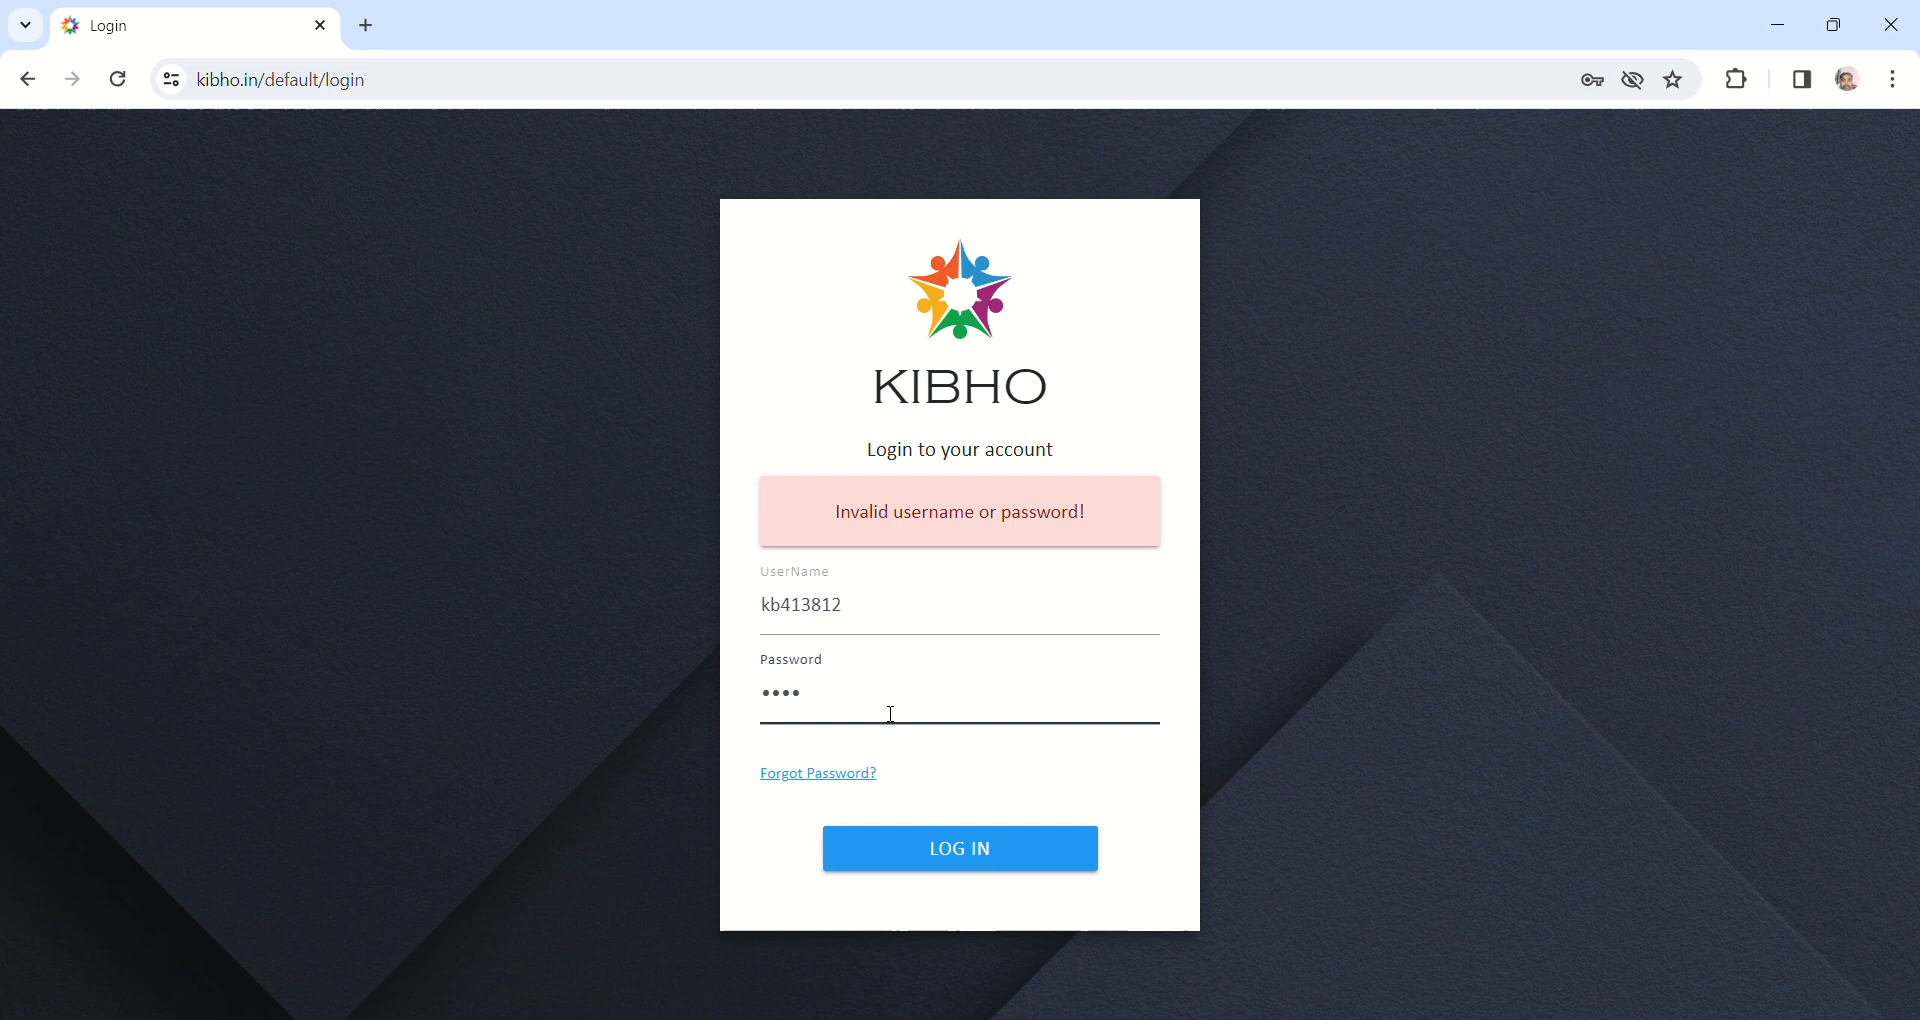 Login
kibho.in/default/login
KIBHO
Login to your account
Invalid username or password!
UserName
kb413812
Password
••••
Forgot Password?
LOG IN